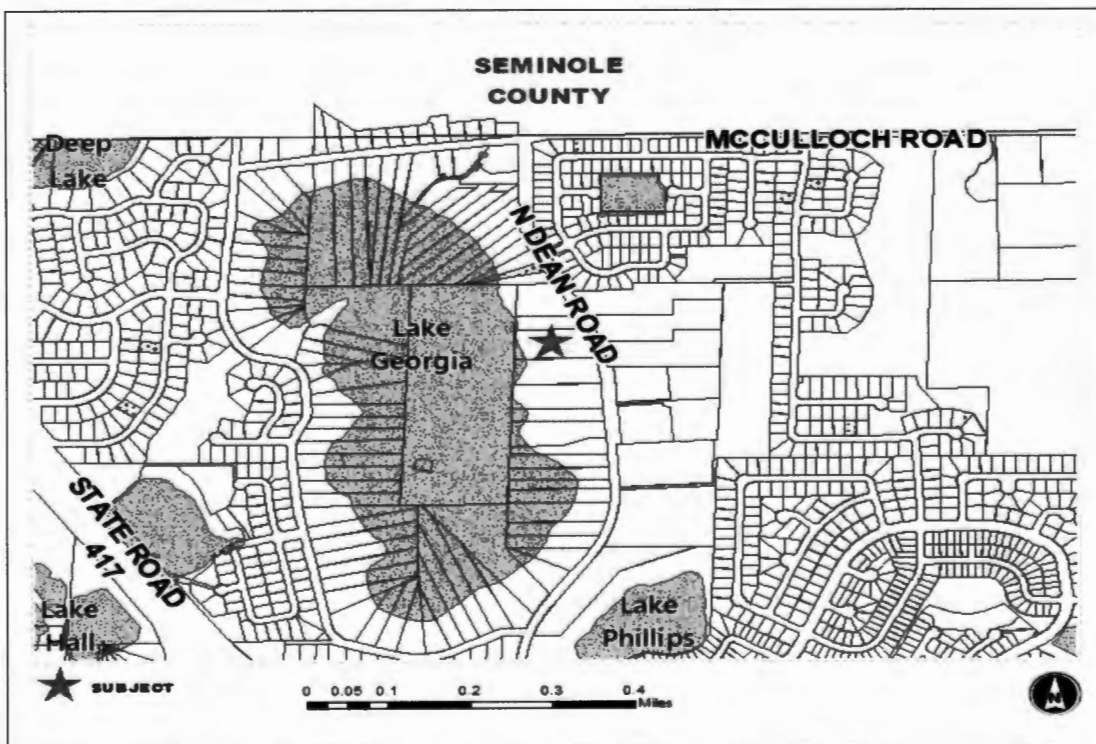 SEMINOLE
COUNTY
MCCULLOCH ROAD
Deep
Lake
N DEAN ROAD
Lake
Georgia
STATE ROAD
417
Lake
Hall
Lake
Phillips
SUBJECT
0 0.05 0.1 0.2 0.3 0.4
Miles
N